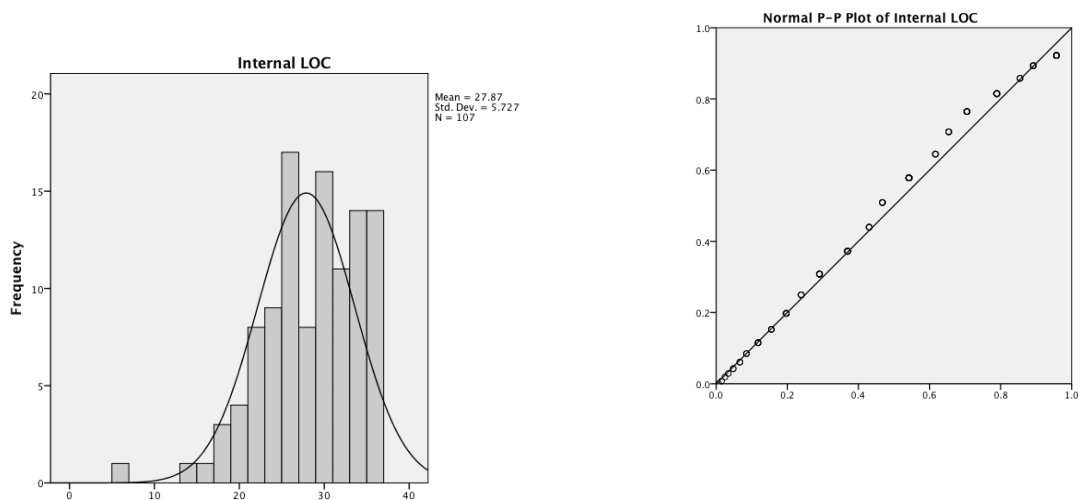 Internal LOC
Mean = 27.87
Std. Dev. = 5.727
N = 107
20
15
10
5
0
Frequency
0 10 20 30 40
Normal P-P Plot of Internal LOC
1.0
0.8
0.6
0.4
0.2
0.0
0.0 0.2 0.4 0.6 0.8 1.0